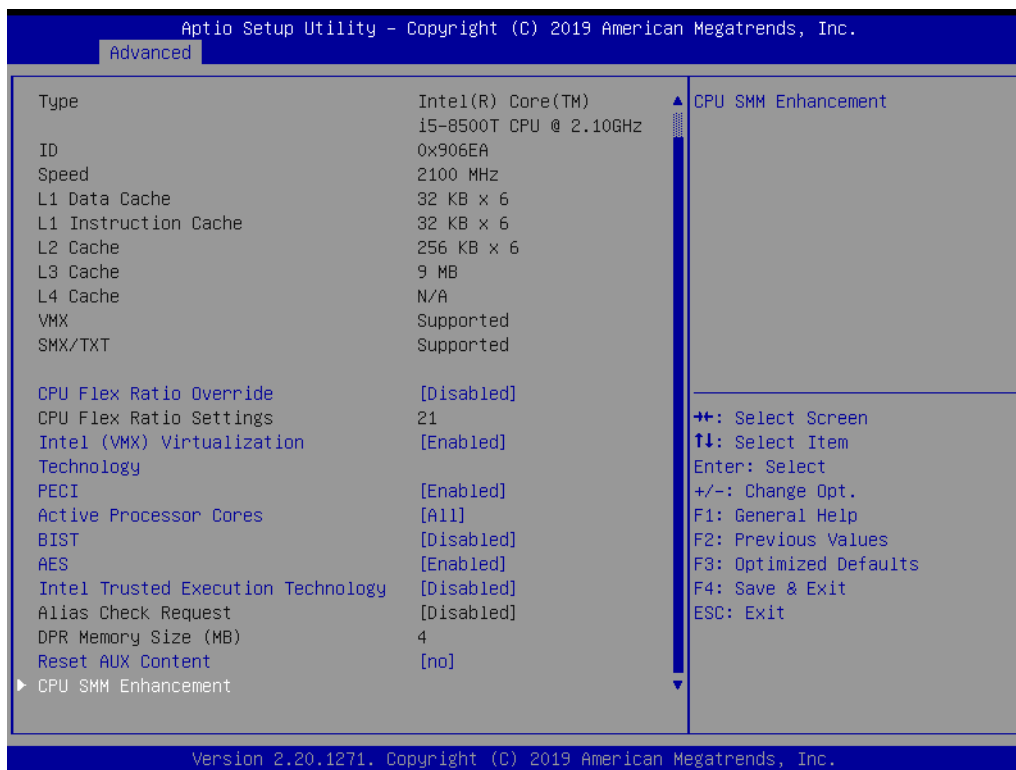 Aptio Setup Utility – Copyright (C) 2019 American Megatrends, Inc.
Advanced
Type Intel(R) Core(TM)
i5-8500T CPU @ 2.10GHz
ID 0x906EA
Speed 2100 MHz
L1 Data Cache 32 KB x 6
L1 Instruction Cache 32 KB x 6
L2 Cache 256 KB x 6
L3 Cache 9 MB
L4 Cache N/A
VMX Supported
SMX/TXT Supported
CPU Flex Ratio Override [Disabled]
CPU Flex Ratio Settings 21
Intel (VMX) Virtualization [Enabled]
Technology
PECI [Enabled]
Active Processor Cores [All]
BIST [Disabled]
AES [Enabled]
Intel Trusted Execution Technology [Disabled]
Alias Check Request [Disabled]
DPR Memory Size (MB) 4
Reset AUX Content [no]
CPU SMM Enhancement
CPU SMM Enhancement
→←: Select Screen
↑↓: Select Item
Enter: Select
+/-: Change Opt.
F1: General Help
F2: Previous Values
F3: Optimized Defaults
F4: Save & Exit
ESC: Exit
Version 2.20.1271. Copyright (C) 2019 American Megatrends, Inc.